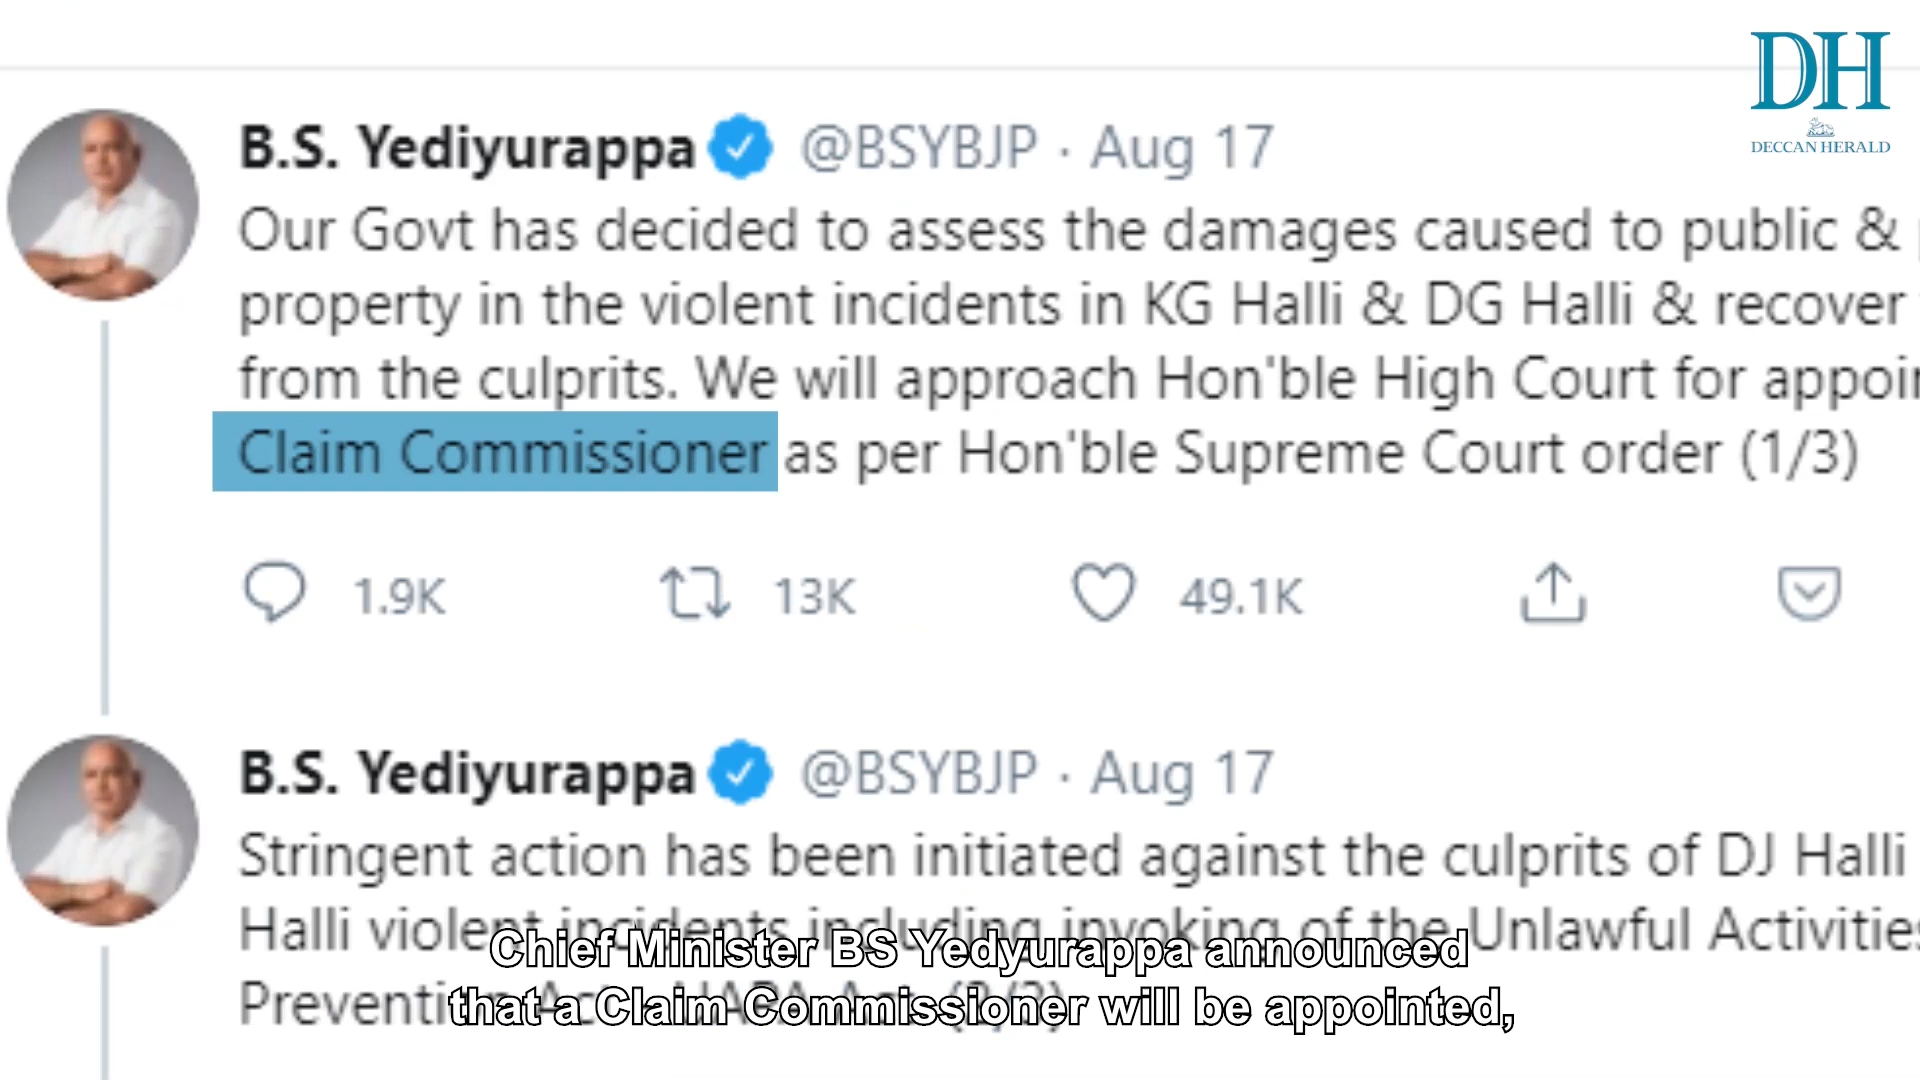 DH
DECCAN HERALD
B.S. Yediyurappa @BSYBJP · Aug 17
Our Govt has decided to assess the damages caused to public &
property in the violent incidents in KG Halli & DG Halli & recover
from the culprits. We will approach Hon'ble High Court for
Claim Commissioner as per Hon'ble Supreme Court order (1/3)
1.9K 13K 49.1K
B.S. Yediyurappa @BSYBJP · Aug 17
Stringent action has been initiated against the culprits of DJ Halli
Halli violent incidents including invoking of the Unlawful Activities
Chief Minister BS Yedyurappa announced
that a Claim Commissioner will be appointed,